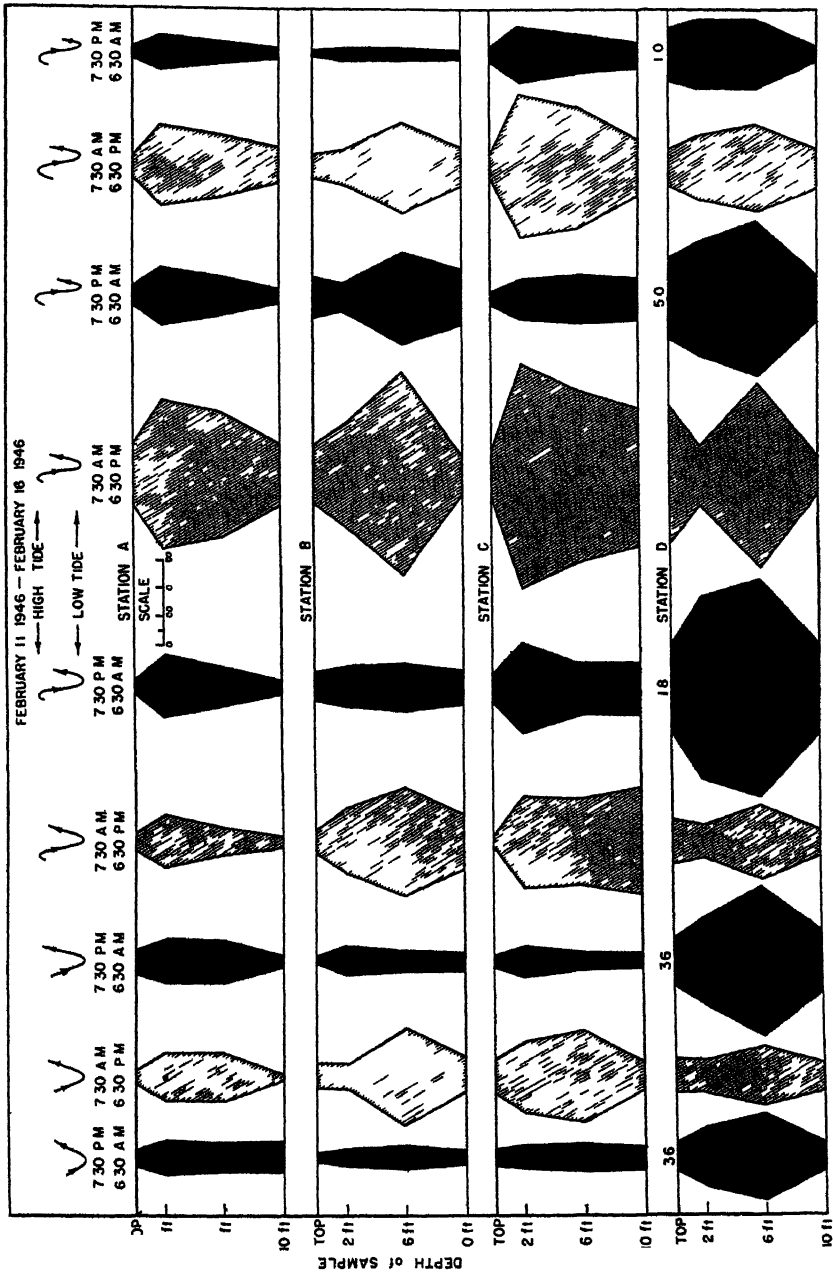 FEBRUARY 11 1946 — FEBRUARY 16 1946
HIGH TIDE
LOW TIDE
7 30 PM 7 30 AM 7 30 PM 7 30 AM 7 30 PM 7 30 AM 7 30 PM 7 30 AM 7 30 PM
6 30 AM 6 30 PM 6 30 AM 6 30 PM 6 30 AM 6 30 PM 6 30 AM 6 30 PM 6 30 AM
STATION A
SCALE
TOP
ft
ft
10 ft
STATION B
TOP
2 ft
6 ft
0 ft
STATION C
TOP
2 ft
6 ft
10 ft
36 36 18 STATION D 50 10
TOP
2 ft
6 ft
10 ft
DEPTH of SAMPLE